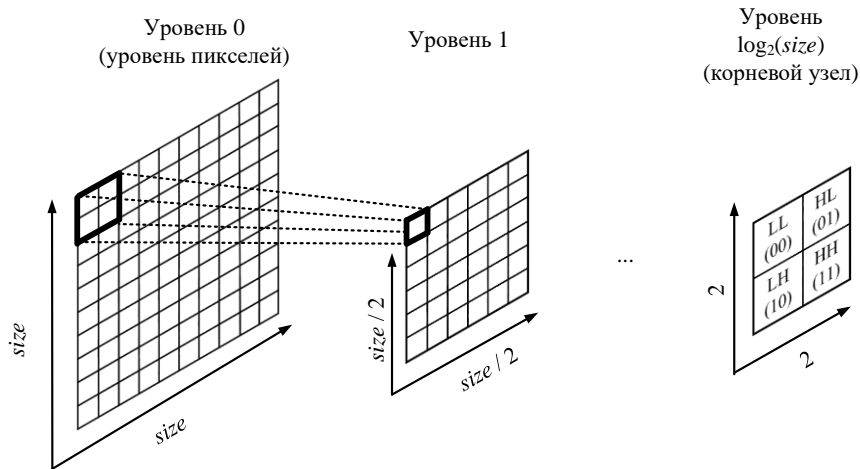 Уровень 0
(уровень пикселей)
Уровень 1
Уровень
log₂(size)
(корневой узел)
size
size
size / 2
size / 2
...
2
2
LL
(00)
HL
(01)
LH
(10)
HH
(11)